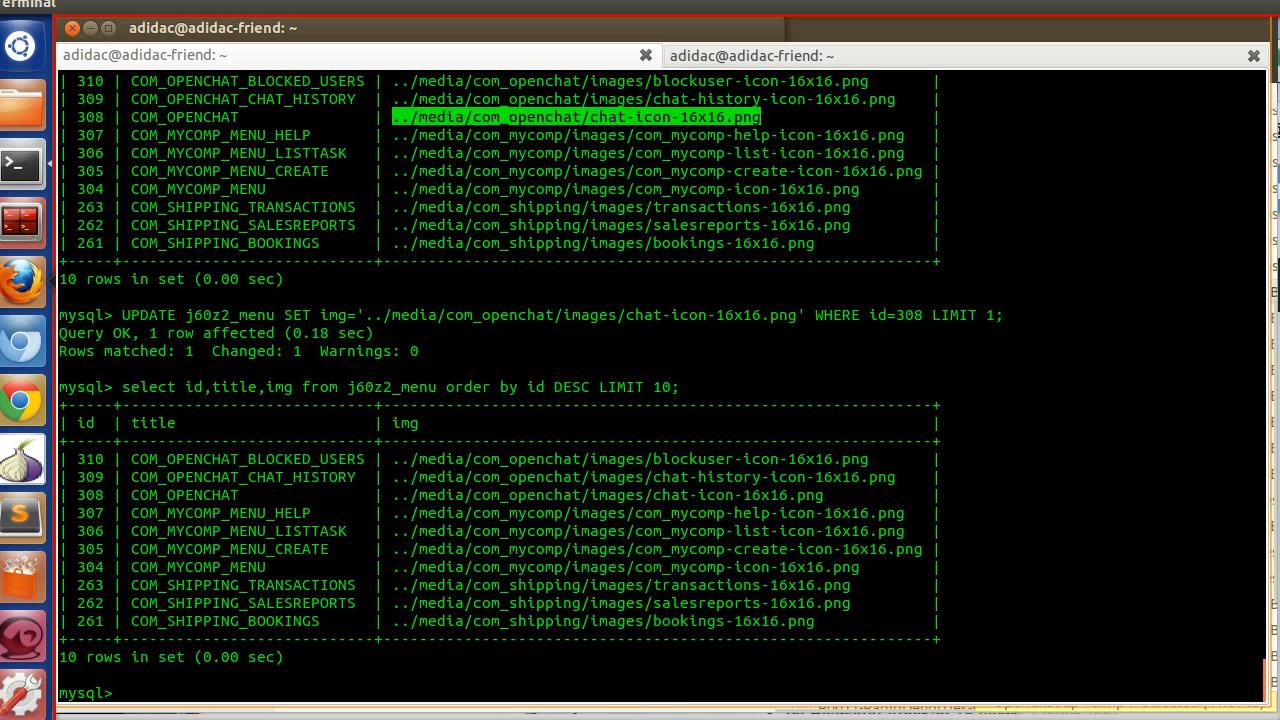 erminal
adidac@adidac-friend: ~
adidac@adidac-friend: ~
adidac@adidac-friend: ~
| 310 | COM_OPENCHAT_BLOCKED_USERS | ../media/com_openchat/images/blockuser-icon-16x16.png |
| 309 | COM_OPENCHAT_CHAT_HISTORY | ../media/com_openchat/images/chat-history-icon-16x16.png |
| 308 | COM_OPENCHAT | ../media/com_openchat/chat-icon-16x16.png |
| 307 | COM_MYCOMP_MENU_HELP | ../media/com_mycomp/images/com_mycomp-help-icon-16x16.png |
| 306 | COM_MYCOMP_MENU_LISTTASK | ../media/com_mycomp/images/com_mycomp-list-icon-16x16.png |
| 305 | COM_MYCOMP_MENU_CREATE | ../media/com_mycomp/images/com_mycomp-create-icon-16x16.png |
| 304 | COM_MYCOMP_MENU | ../media/com_mycomp/images/com_mycomp-icon-16x16.png |
| 263 | COM_SHIPPING_TRANSACTIONS | ../media/com_shipping/images/transactions-16x16.png |
| 262 | COM_SHIPPING_SALESREPORTS | ../media/com_shipping/images/salesreports-16x16.png |
| 261 | COM_SHIPPING_BOOKINGS | ../media/com_shipping/images/bookings-16x16.png |
+-----+----------------------------+-------------------------------------------------------------+
10 rows in set (0.00 sec)
mysql> UPDATE j60z2_menu SET img='../media/com_openchat/images/chat-icon-16x16.png' WHERE id=308 LIMIT 1;
Query OK, 1 row affected (0.18 sec)
Rows matched: 1 Changed: 1 Warnings: 0
mysql> select id,title,img from j60z2_menu order by id DESC LIMIT 10;
+-----+----------------------------+-------------------------------------------------------------+
| id | title | img |
+-----+----------------------------+-------------------------------------------------------------+
| 310 | COM_OPENCHAT_BLOCKED_USERS | ../media/com_openchat/images/blockuser-icon-16x16.png |
| 309 | COM_OPENCHAT_CHAT_HISTORY | ../media/com_openchat/images/chat-history-icon-16x16.png |
| 308 | COM_OPENCHAT | ../media/com_openchat/images/chat-icon-16x16.png |
| 307 | COM_MYCOMP_MENU_HELP | ../media/com_mycomp/images/com_mycomp-help-icon-16x16.png |
| 306 | COM_MYCOMP_MENU_LISTTASK | ../media/com_mycomp/images/com_mycomp-list-icon-16x16.png |
| 305 | COM_MYCOMP_MENU_CREATE | ../media/com_mycomp/images/com_mycomp-create-icon-16x16.png |
| 304 | COM_MYCOMP_MENU | ../media/com_mycomp/images/com_mycomp-icon-16x16.png |
| 263 | COM_SHIPPING_TRANSACTIONS | ../media/com_shipping/images/transactions-16x16.png |
| 262 | COM_SHIPPING_SALESREPORTS | ../media/com_shipping/images/salesreports-16x16.png |
| 261 | COM_SHIPPING_BOOKINGS | ../media/com_shipping/images/bookings-16x16.png |
+-----+----------------------------+-------------------------------------------------------------+
10 rows in set (0.00 sec)
mysql>